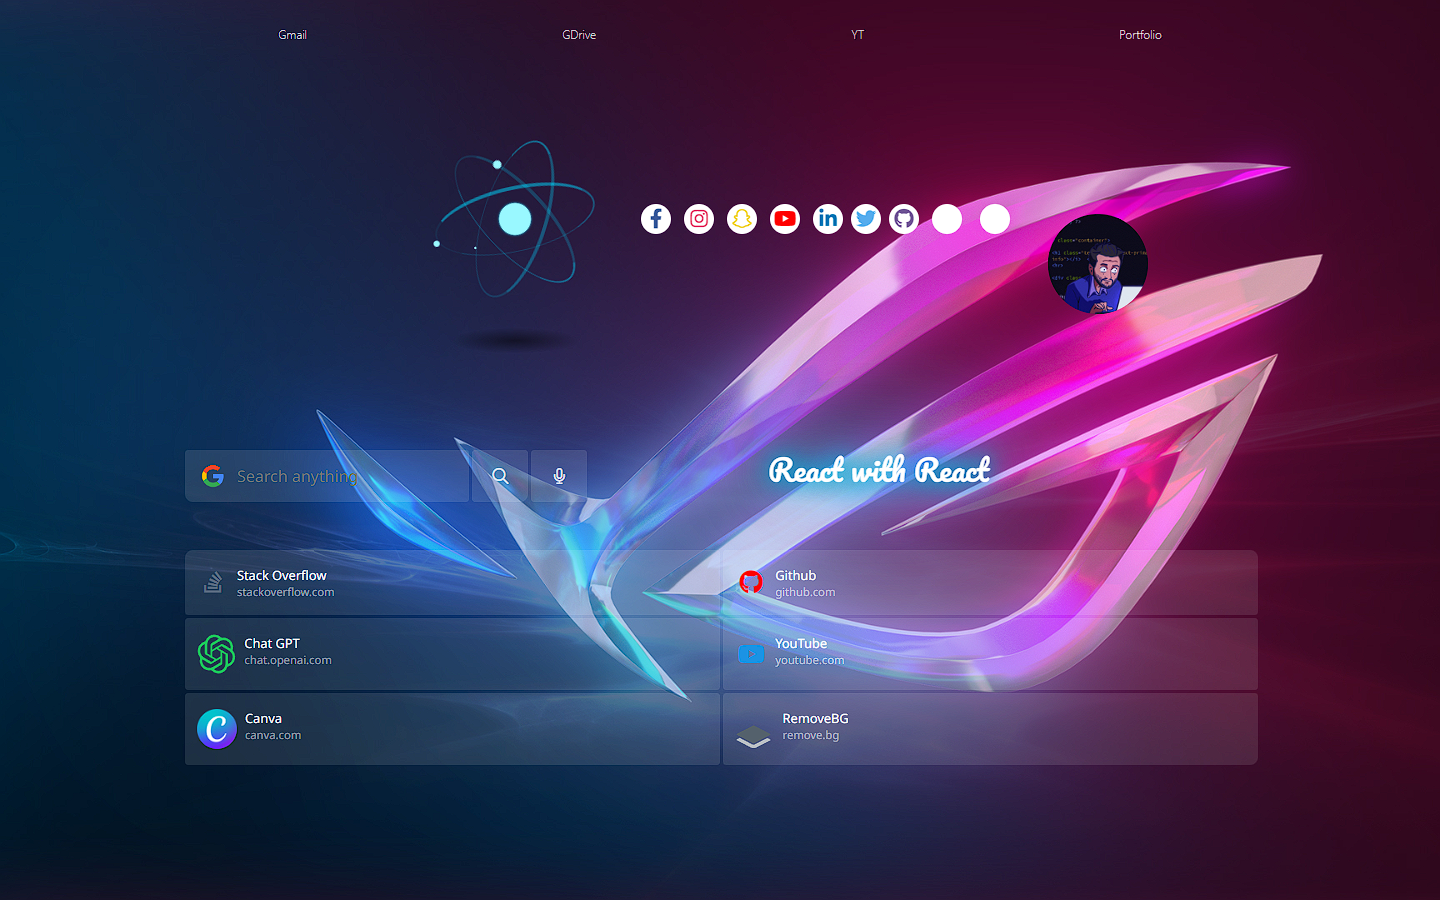 Gmail
GDrive
YT
Portfolio
Search anything
React with React
Stack Overflow
stackoverflow.com
Github
github.com
Chat GPT
chat.openai.com
YouTube
youtube.com
Canva
canva.com
RemoveBG
remove.bg